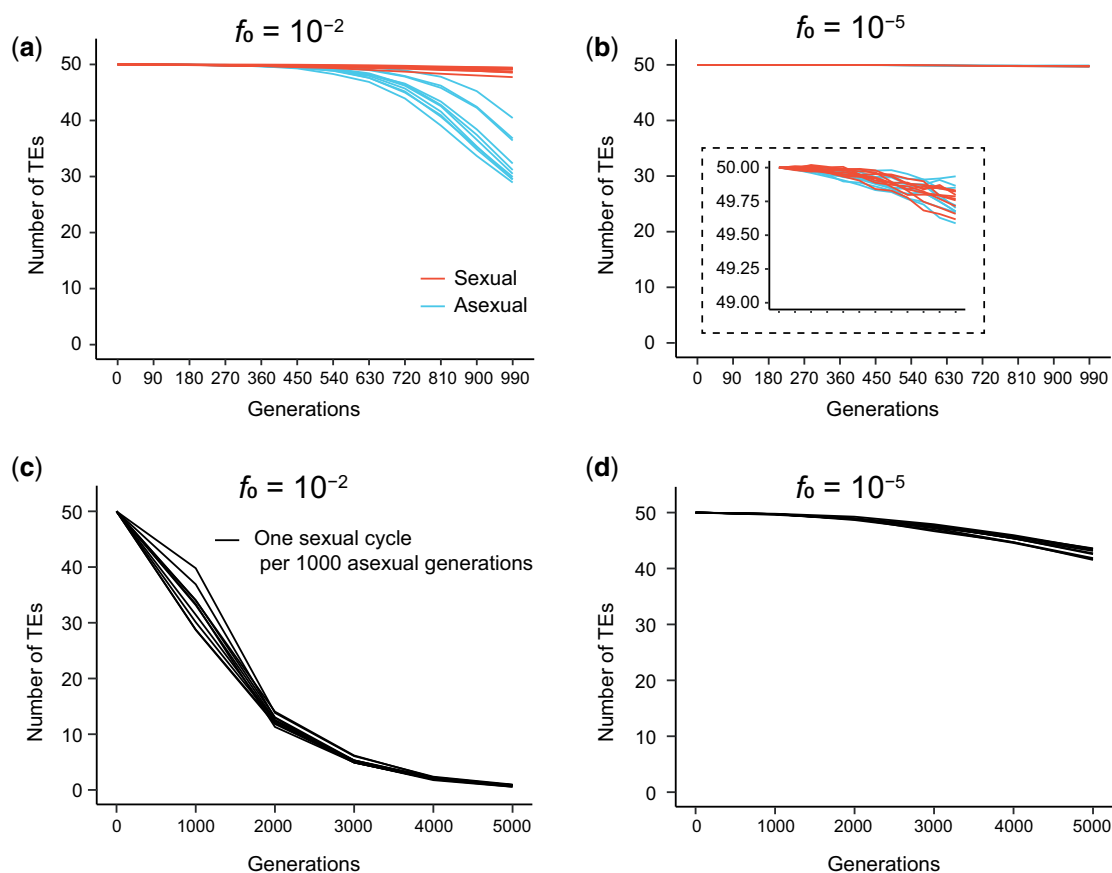 (a)
f₀ = 10⁻²
50
40
30
20
10
0
Number of TEs
Sexual
Asexual
0 90 180 270 360 450 540 630 720 810 900 990
Generations
(b)
f₀ = 10⁻⁵
50
40
30
20
10
0
Number of TEs
50.00
49.75
49.50
49.25
49.00
0 90 180 270 360 450 540 630 720 810 900 990
Generations
(c)
f₀ = 10⁻²
50
40
30
20
10
0
Number of TEs
One sexual cycle
per 1000 asexual generations
0 1000 2000 3000 4000 5000
Generations
(d)
f₀ = 10⁻⁵
50
40
30
20
10
0
Number of TEs
0 1000 2000 3000 4000 5000
Generations